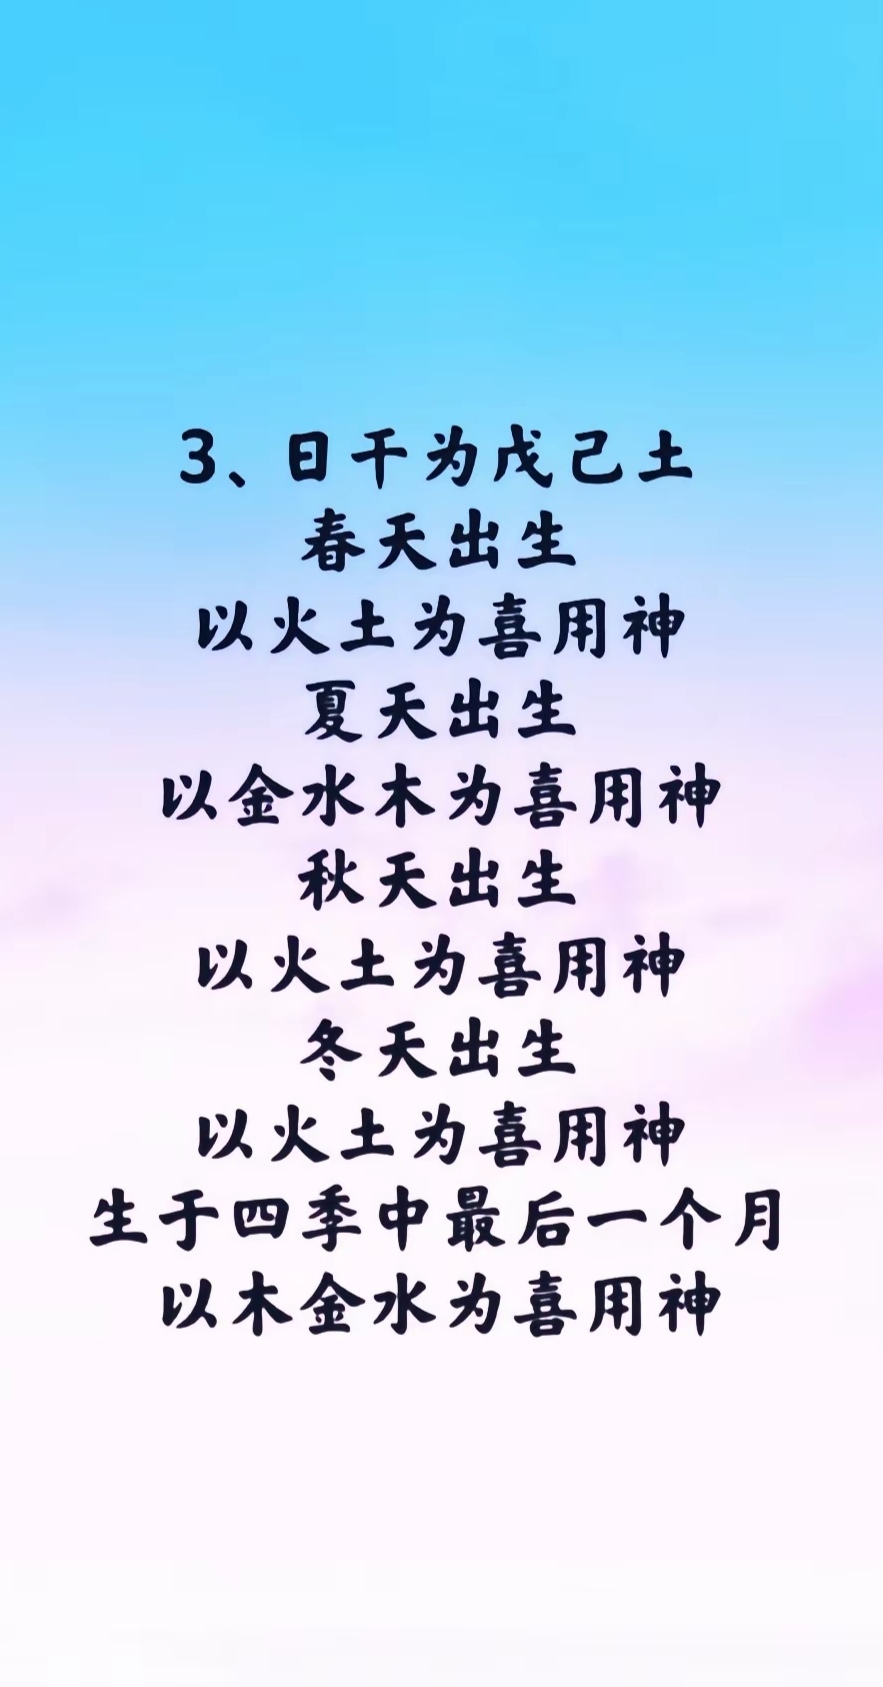 3、日干为戊己土
春天出生
以火土为喜用神
夏天出生
以金水木为喜用神
秋天出生
以火土为喜用神
冬天出生
以火土为喜用神
生于四季中最后一个月
以木金水为喜用神